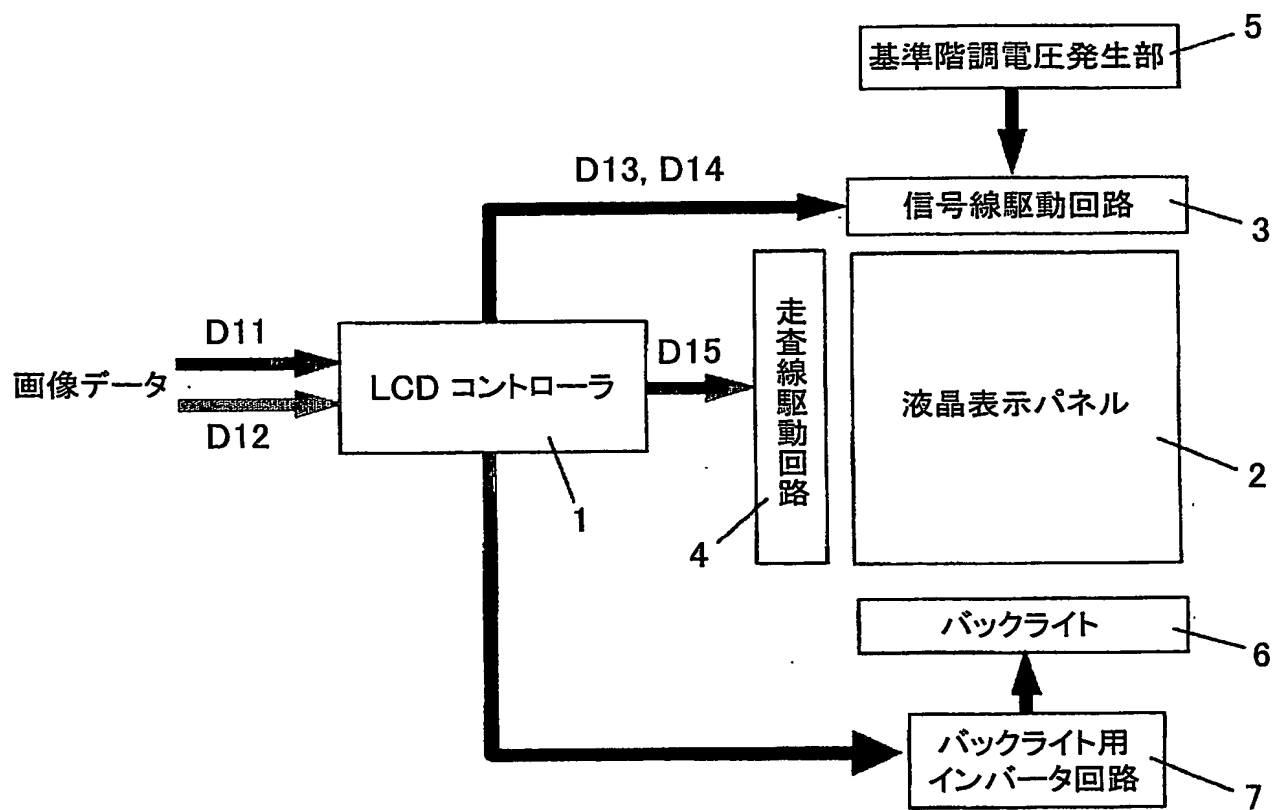 5
基準階調電圧発生部
D13, D14
信号線駆動回路
3
D11
画像データ
D12
LCD コントローラ
1
D15
走査線駆動回路
4
液晶表示パネル
2
バックライト
6
バックライト用
インバータ回路
7